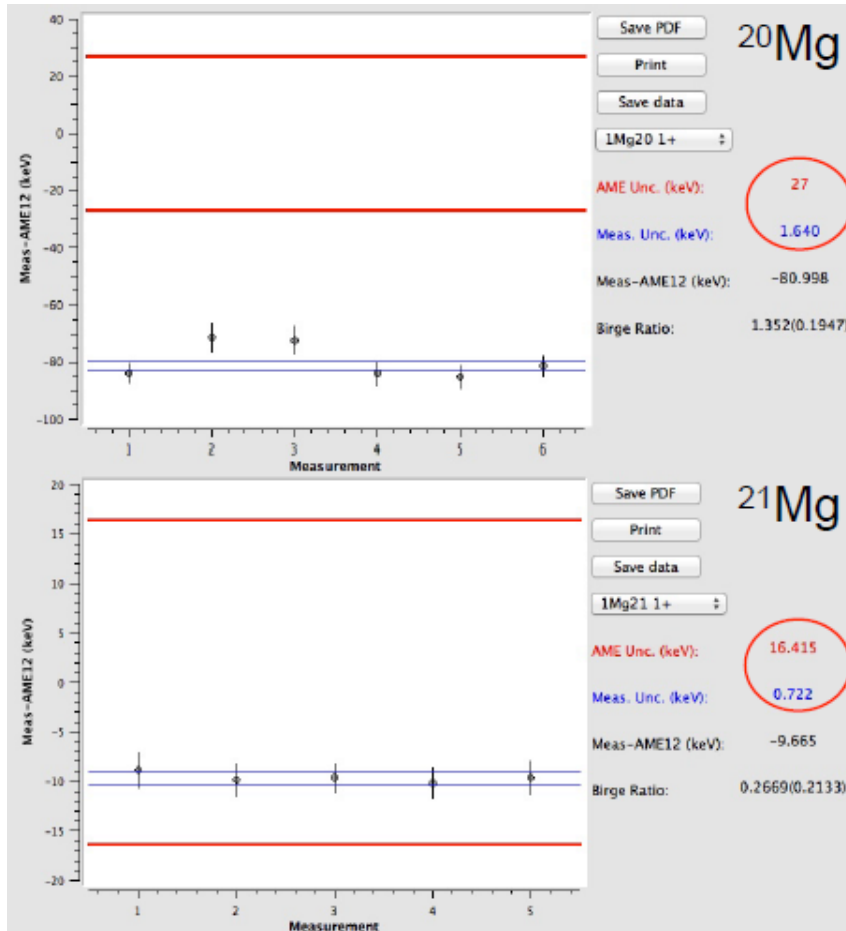 40
20
0
-20
-40
-60
-80
-100
Meas-AME12 (keV)
1 2 3 4 5 6
Measurement
Save PDF
Print
Save data
1Mg20 1+
20Mg
AME Unc. (keV): 27
Meas. Unc. (keV): 1.640
Meas-AME12 (keV): -80.998
Birge Ratio: 1.352(0.1947)
20
15
10
5
0
-5
-10
-15
-20
Meas-AME12 (keV)
1 2 3 4 5
Measurement
Save PDF
Print
Save data
1Mg21 1+
21Mg
AME Unc. (keV): 16.415
Meas. Unc. (keV): 0.722
Meas-AME12 (keV): -9.665
Birge Ratio: 0.2669(0.2133)